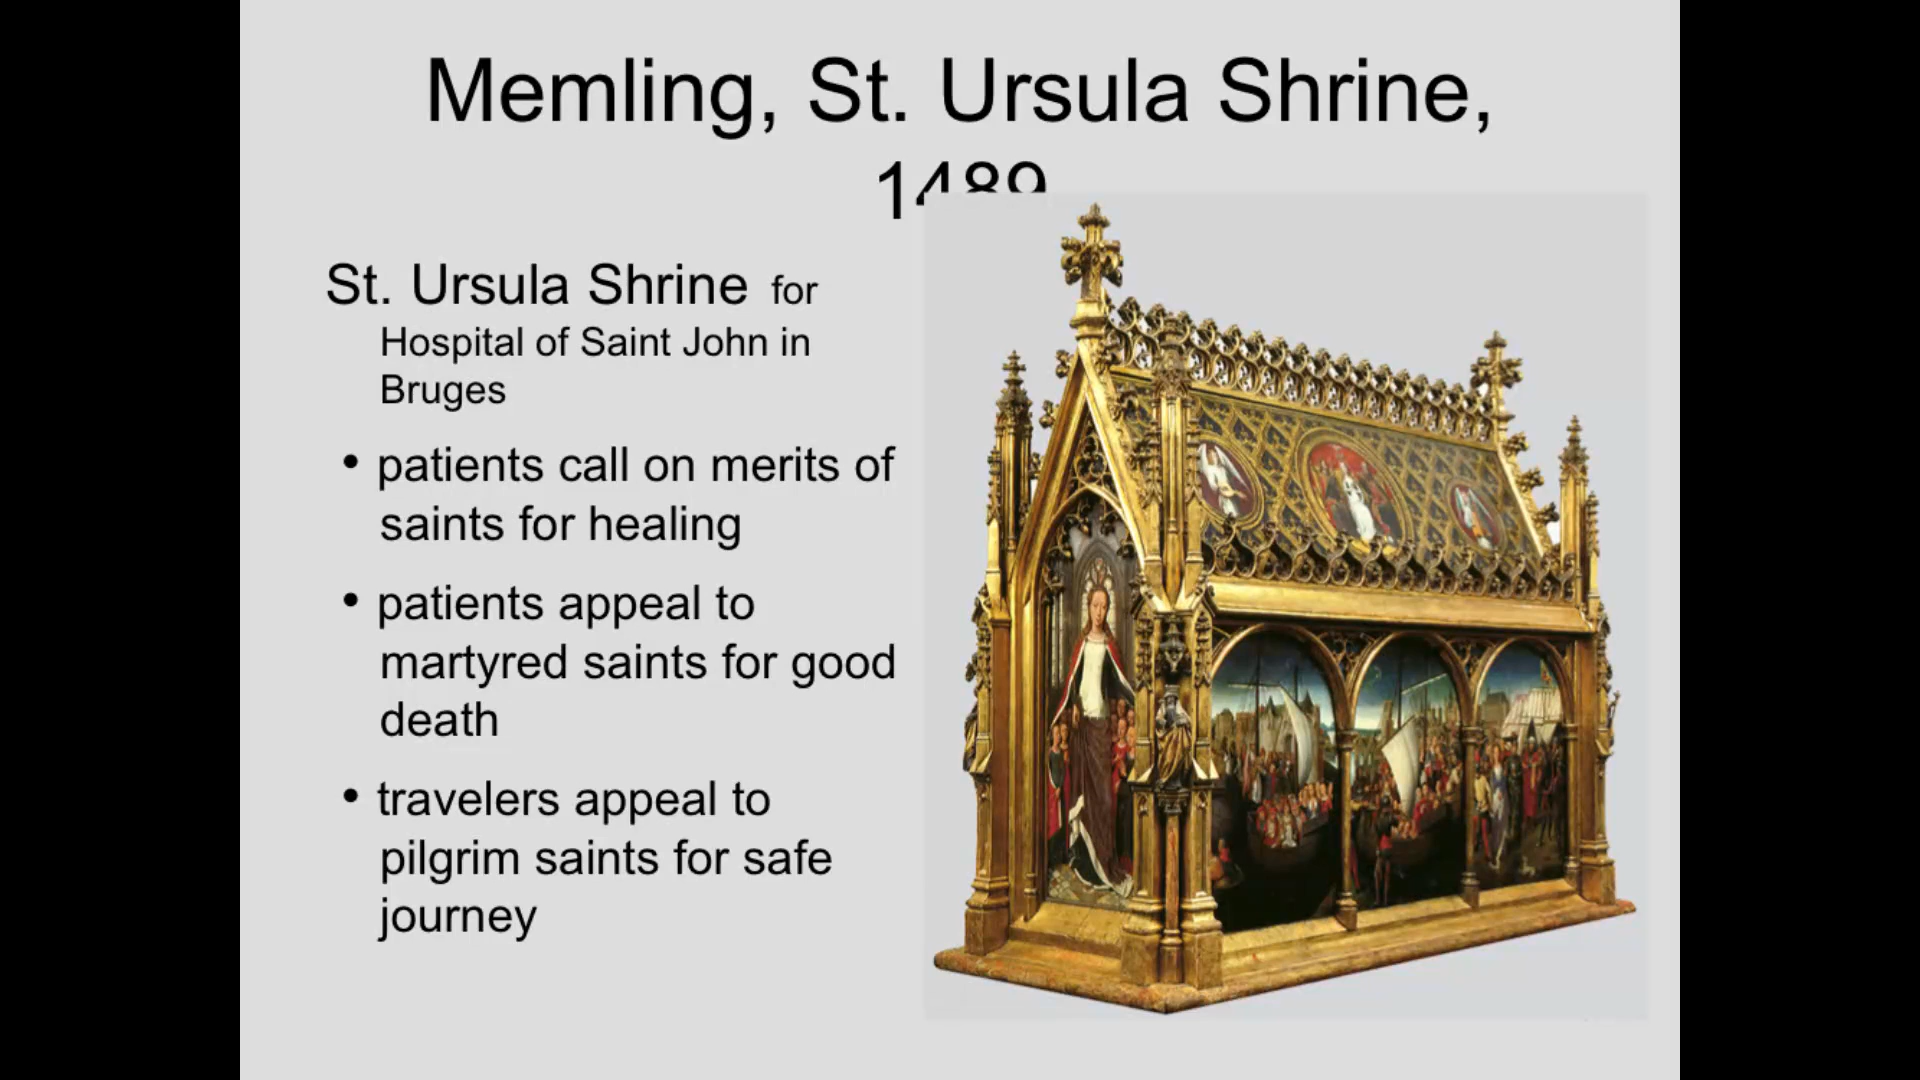 Memling, St. Ursula Shrine,
1489
St. Ursula Shrine for
Hospital of Saint John in
Bruges
• patients call on merits of
saints for healing
• patients appeal to
martyred saints for good
death
• travelers appeal to
pilgrim saints for safe
journey